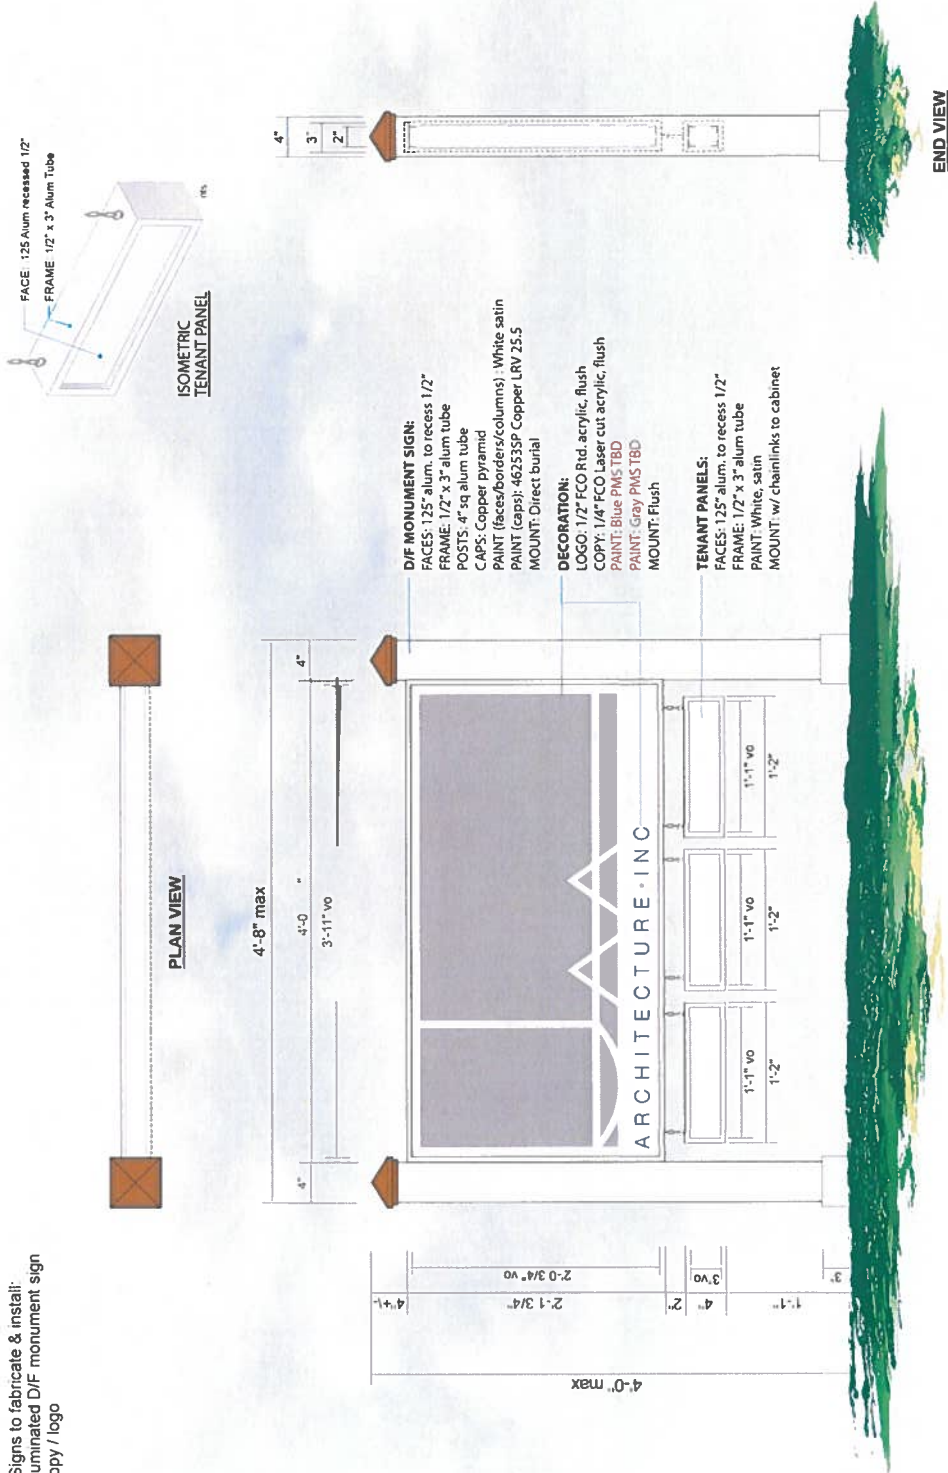 Signs to fabricate & install:
uminated D/F monument sign
opy / logo
PLAN VIEW
ISOMETRIC
TENANT PANEL
FACE: 125 Alum recessed 1/2"
FRAME: 1/2" x 3" Alum Tube
nts
4'-8" max
4'-0 "
3'-11" vo
4"
4"
4"
3"
2"
4'-0" max
4"+/-
2'-1 3/4"
2'-0 3/4" vo
2"
4"
3" vo
1'-1"
3"
ARCHITECTURE·INC
1'-1" vo
1'-2"
1'-1" vo
1'-2"
1'-1" vo
1'-2"
D/F MONUMENT SIGN:
FACES: 125" alum. to recess 1/2"
FRAME: 1/2" x 3" alum tube
POSTS: 4" sq alum tube
CAPS: Copper pyramid
PAINT (faces/borders/columns) : White satin
PAINT (caps): 46253SP Copper LRV 25.5
MOUNT: Direct burial
DECORATION:
LOGO: 1/2" FCO Rtd. acrylic, flush
COPY: 1/4" FCO Laser cut acrylic, flush
PAINT: Blue PMS TBD
PAINT: Gray PMS TBD
MOUNT: Flush
TENANT PANELS:
FACES: 125" alum. to recess 1/2"
FRAME: 1/2" x 3" alum tube
PAINT: White, satin
MOUNT: w/ chainlinks to cabinet
END VIEW